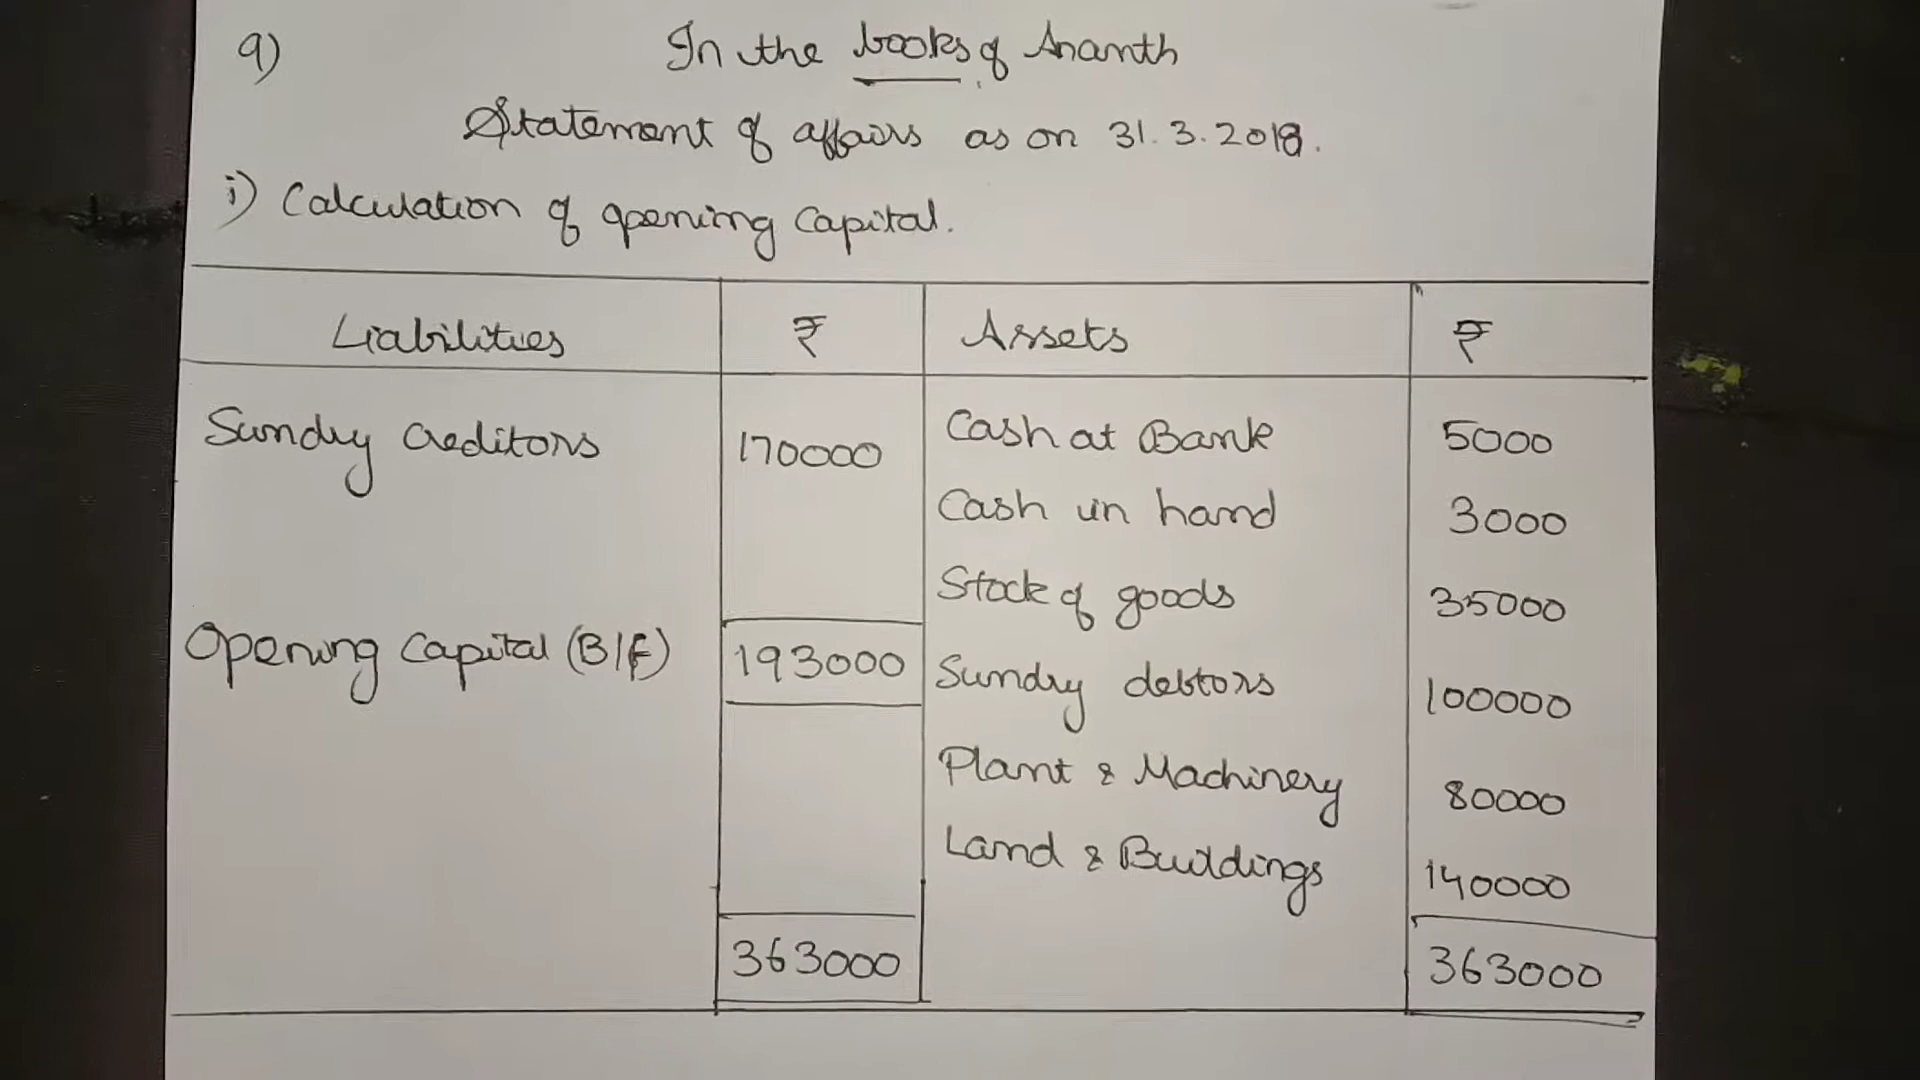 9) In the books of Ananth
Statement of affairs as on 31.3.2018.
i) Calculation of opening capital.
Liabilities ₹ Assets ₹
Sundry creditors 170000 Cash at Bank 5000
Cash in hand 3000
Stock of goods 35000
Opening capital (B/F) 193000 Sundry debtors 100000
Plant & Machinery 80000
Land & Buildings 140000
363000 363000